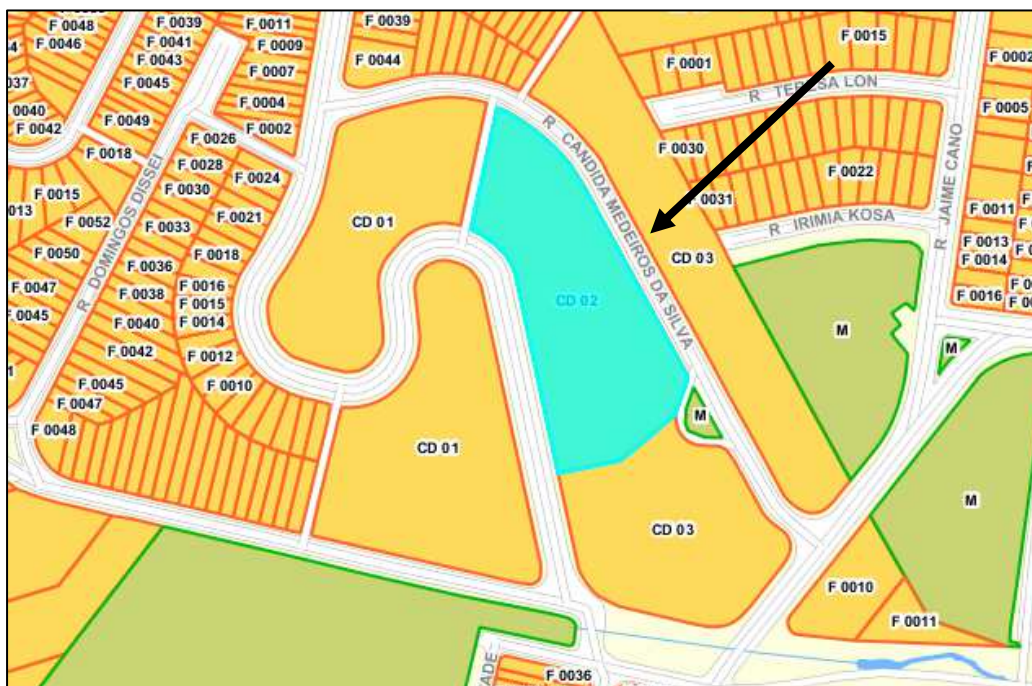 F 0048
F 0046
F 0039
F 0041
F 0043
F 0045
F 0011
F 0009
F 0007
F 0004
F 0002
F 0039
F 0044
F 0001
F 0015
F 0002
F 0005
R TERESA LON
0037
0040
F 0042
F 0049
F 0018
F 0026
F 0028
F 0030
F 0024
F 0021
F 0033
F 0018
F 0015
0013
F 0052
F 0050
F 0047
F 0045
R DOMINGOS DISSEI
F 0036
F 0038
F 0040
F 0042
F 0045
F 0047
F 0048
F 0016
F 0015
F 0014
F 0012
F 0010
CD 01
R CANDIDA MEDEIROS DA SILVA
CD 02
F 0030
F 0031
F 0022
R IRIMIA KOSA
R JAIME CANO
CD 03
F 0011
F 0013
F 0014
F 0016
M
M
M
M
CD 01
CD 03
F 0010
F 0011
F 0036